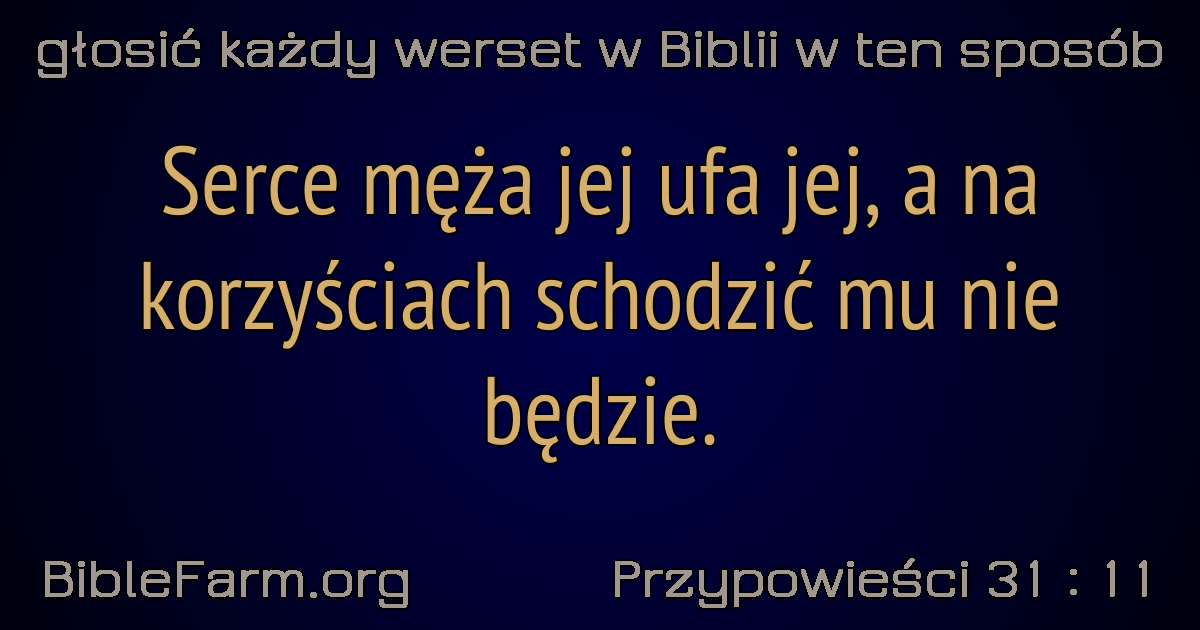 głosić każdy werset w Biblii w ten sposób
Serce męża jej ufa jej, a na
korzyściach schodzić mu nie
będzie.
BibleFarm.org
Przypowieści 31 : 11